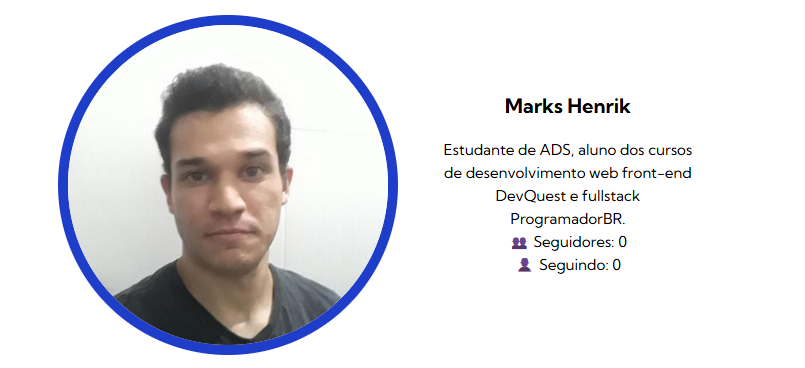 Marks Henrik
Estudante de ADS, aluno dos cursos
de desenvolvimento web front-end
DevQuest e fullstack
ProgramadorBR.
Seguidores: 0
Seguindo: 0